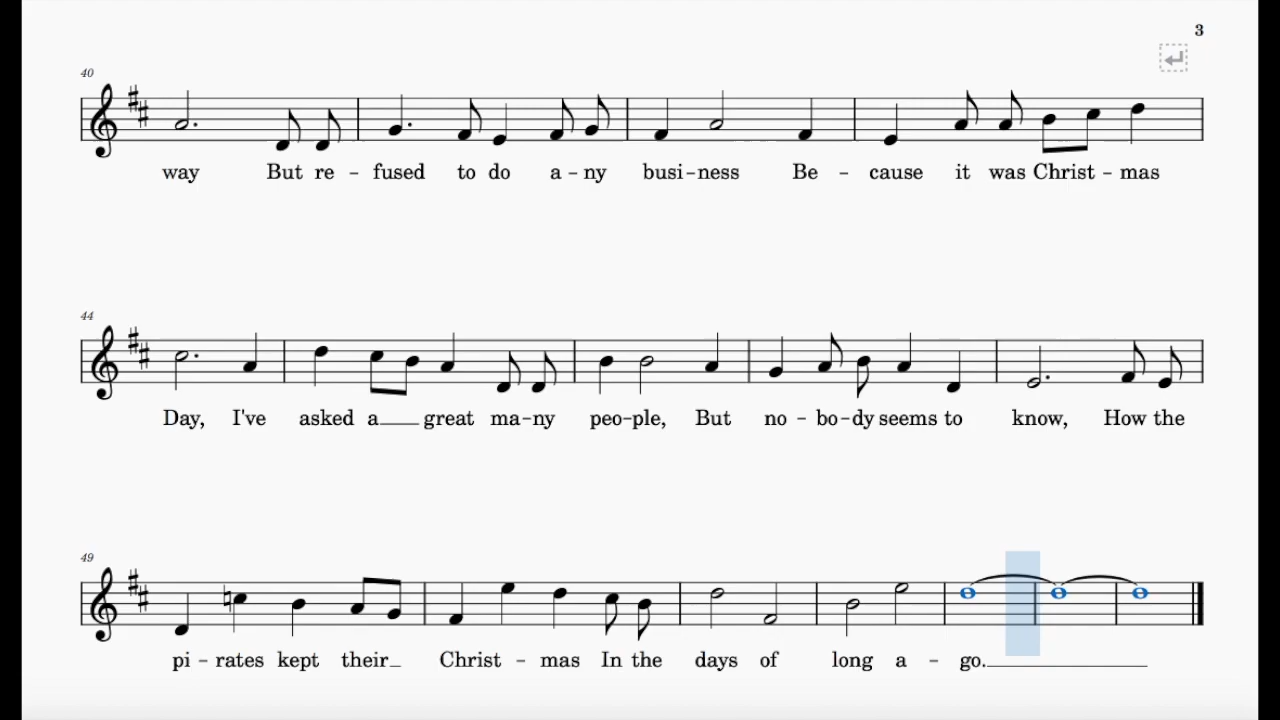 3
40
way But re – fused to do a – ny busi – ness Be – cause it was Christ – mas
44
Day, I've asked a great ma – ny peo – ple, But no – bo – dy seems to know, How the
49
pi – rates kept their Christ – mas In the days of long a – go.